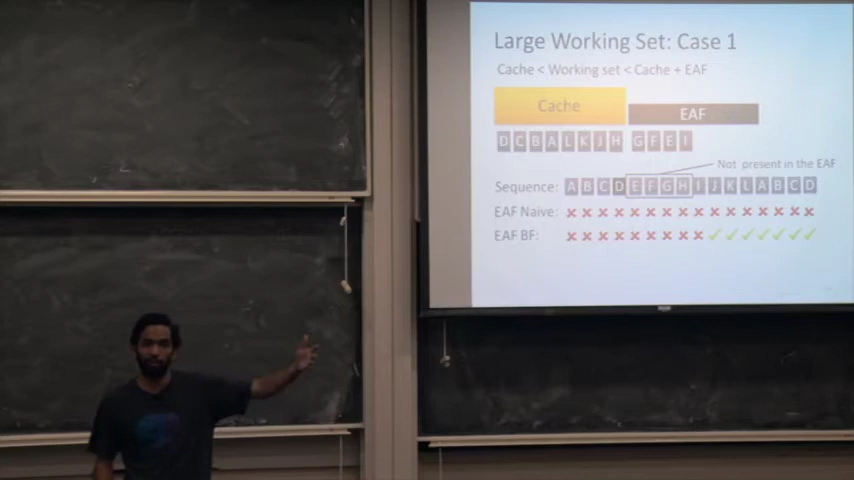 Large Working Set: Case 1
Cache < Working set < Cache + EAF
Cache
EAF
D C B A L K J H G F E I
Not present in the EAF
Sequence: A B C D E F G H I J K L A B C D
EAF Naive: ✗ ✗ ✗ ✗ ✗ ✗ ✗ ✗ ✗ ✗ ✗ ✗ ✗ ✗ ✗ ✗
EAF BF: ✗ ✗ ✗ ✗ ✗ ✗ ✗ ✗ ✗ ✓ ✓ ✓ ✓ ✓ ✓ ✓